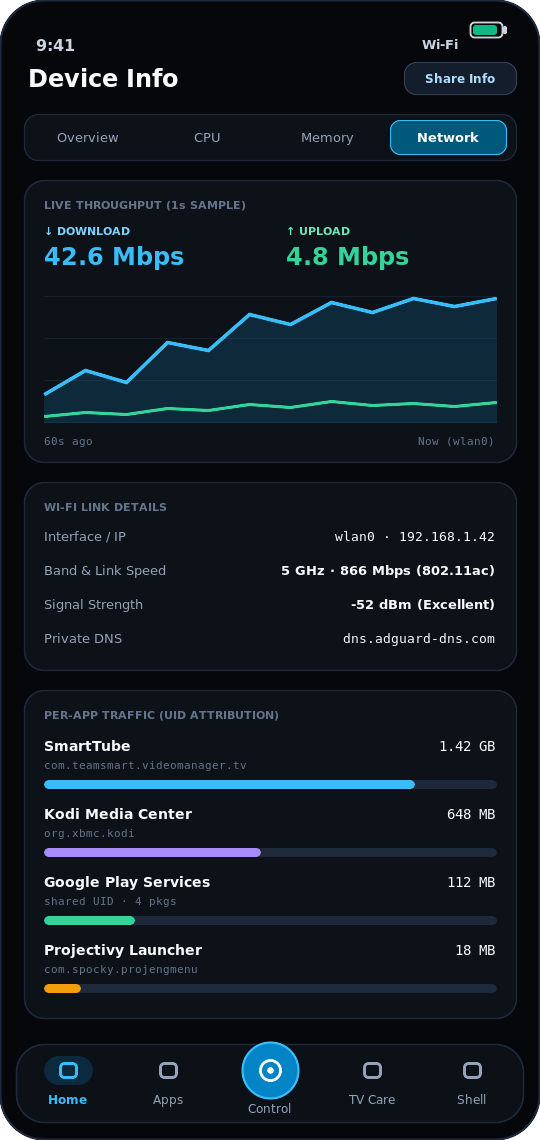 9:41
Wi-Fi
Device Info
Share Info
Overview
CPU
Memory
Network
LIVE THROUGHPUT (1s SAMPLE)
↓ DOWNLOAD
↑ UPLOAD
42.6 Mbps
4.8 Mbps
60s ago
Now (wlan0)
WI-FI LINK DETAILS
Interface / IP
wlan0 · 192.168.1.42
Band & Link Speed
5 GHz · 866 Mbps (802.11ac)
Signal Strength
-52 dBm (Excellent)
Private DNS
dns.adguard-dns.com
PER-APP TRAFFIC (UID ATTRIBUTION)
SmartTube
1.42 GB
com.teamsmart.videomanager.tv
Kodi Media Center
648 MB
org.xbmc.kodi
Google Play Services
112 MB
shared UID · 4 pkgs
Projectivy Launcher
18 MB
com.spocky.projengmenu
Home
Apps
Control
TV Care
Shell